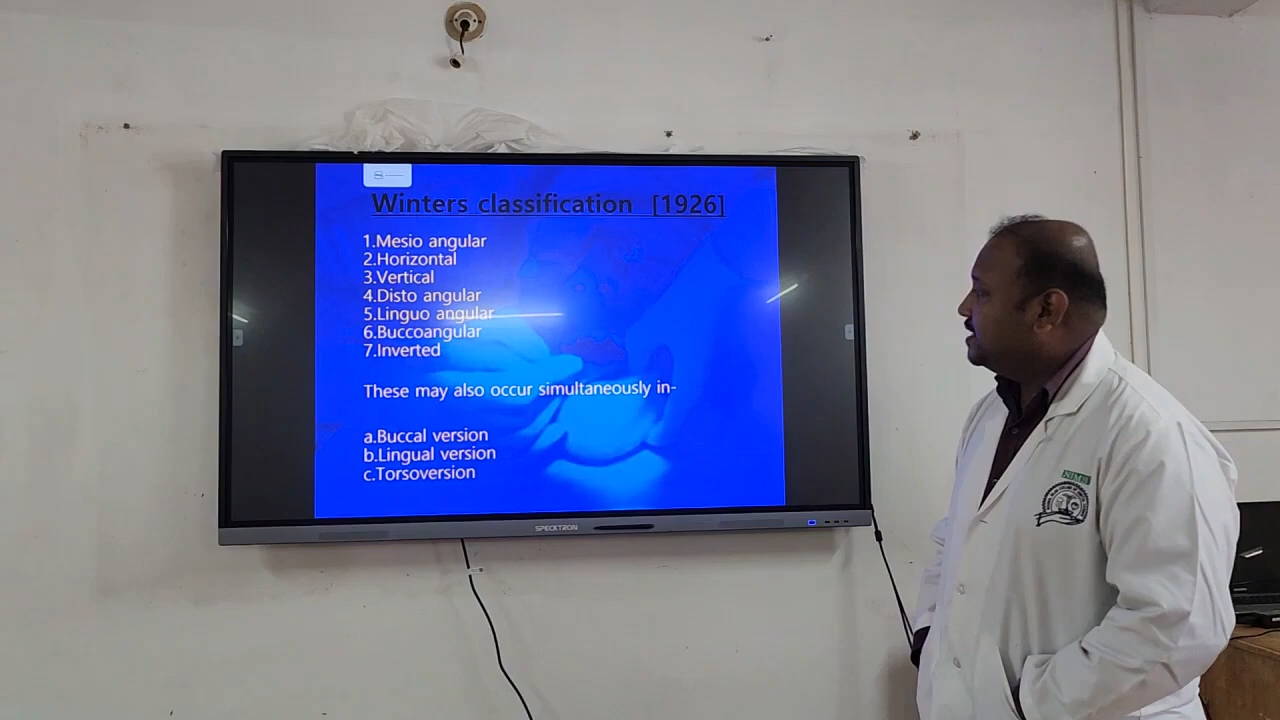 Winters classification [1926]
1.Mesio angular
2.Horizontal
3.Vertical
4.Disto angular
5.Linguo angular
6.Buccoangular
7.Inverted
These may also occur simultaneously in-
a.Buccal version
b.Lingual version
c.Torsoversion
SPECKTRON
NIMS